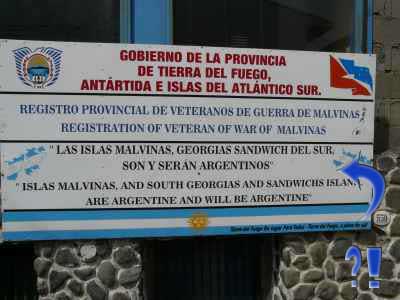 GOBIERNO DE LA PROVINCIA
DE TIERRA DEL FUEGO,
ANTÁRTIDA E ISLAS DEL ATLÁNTICO SUR.
REGISTRO PROVINCIAL DE VETERANOS DE GUERRA DE MALVINAS
REGISTRATION OF VETERAN OF WAR OF MALVINAS
" LAS ISLAS MALVINAS, GEORGIAS SANDWICH DEL SUR,
SON Y SERÁN ARGENTINOS"
"ISLAS MALVINAS, AND SOUTH GEORGIAS AND SANDWICHS ISLAN
ARE ARGENTINE AND WILL BE ARGENTINE"
?!